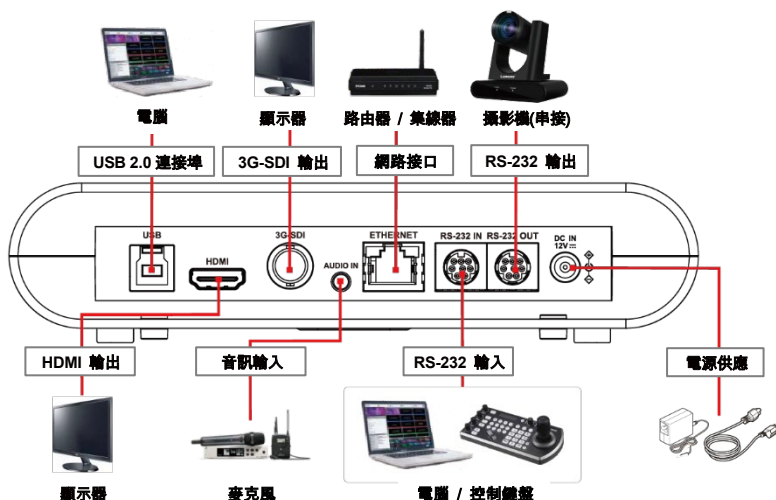 電腦
顯示器
路由器 / 集線器
攝影機(串接)
USB 2.0 連接埠
3G-SDI 輸出
網路接口
RS-232 輸出
USB
HDMI
3G-SDI
AUDIO IN
ETHERNET
RS-232 IN
RS-232 OUT
DC IN
12V
HDMI 輸出
音訊輸入
RS-232 輸入
電源供應
顯示器
麥克風
電腦 / 控制鍵盤